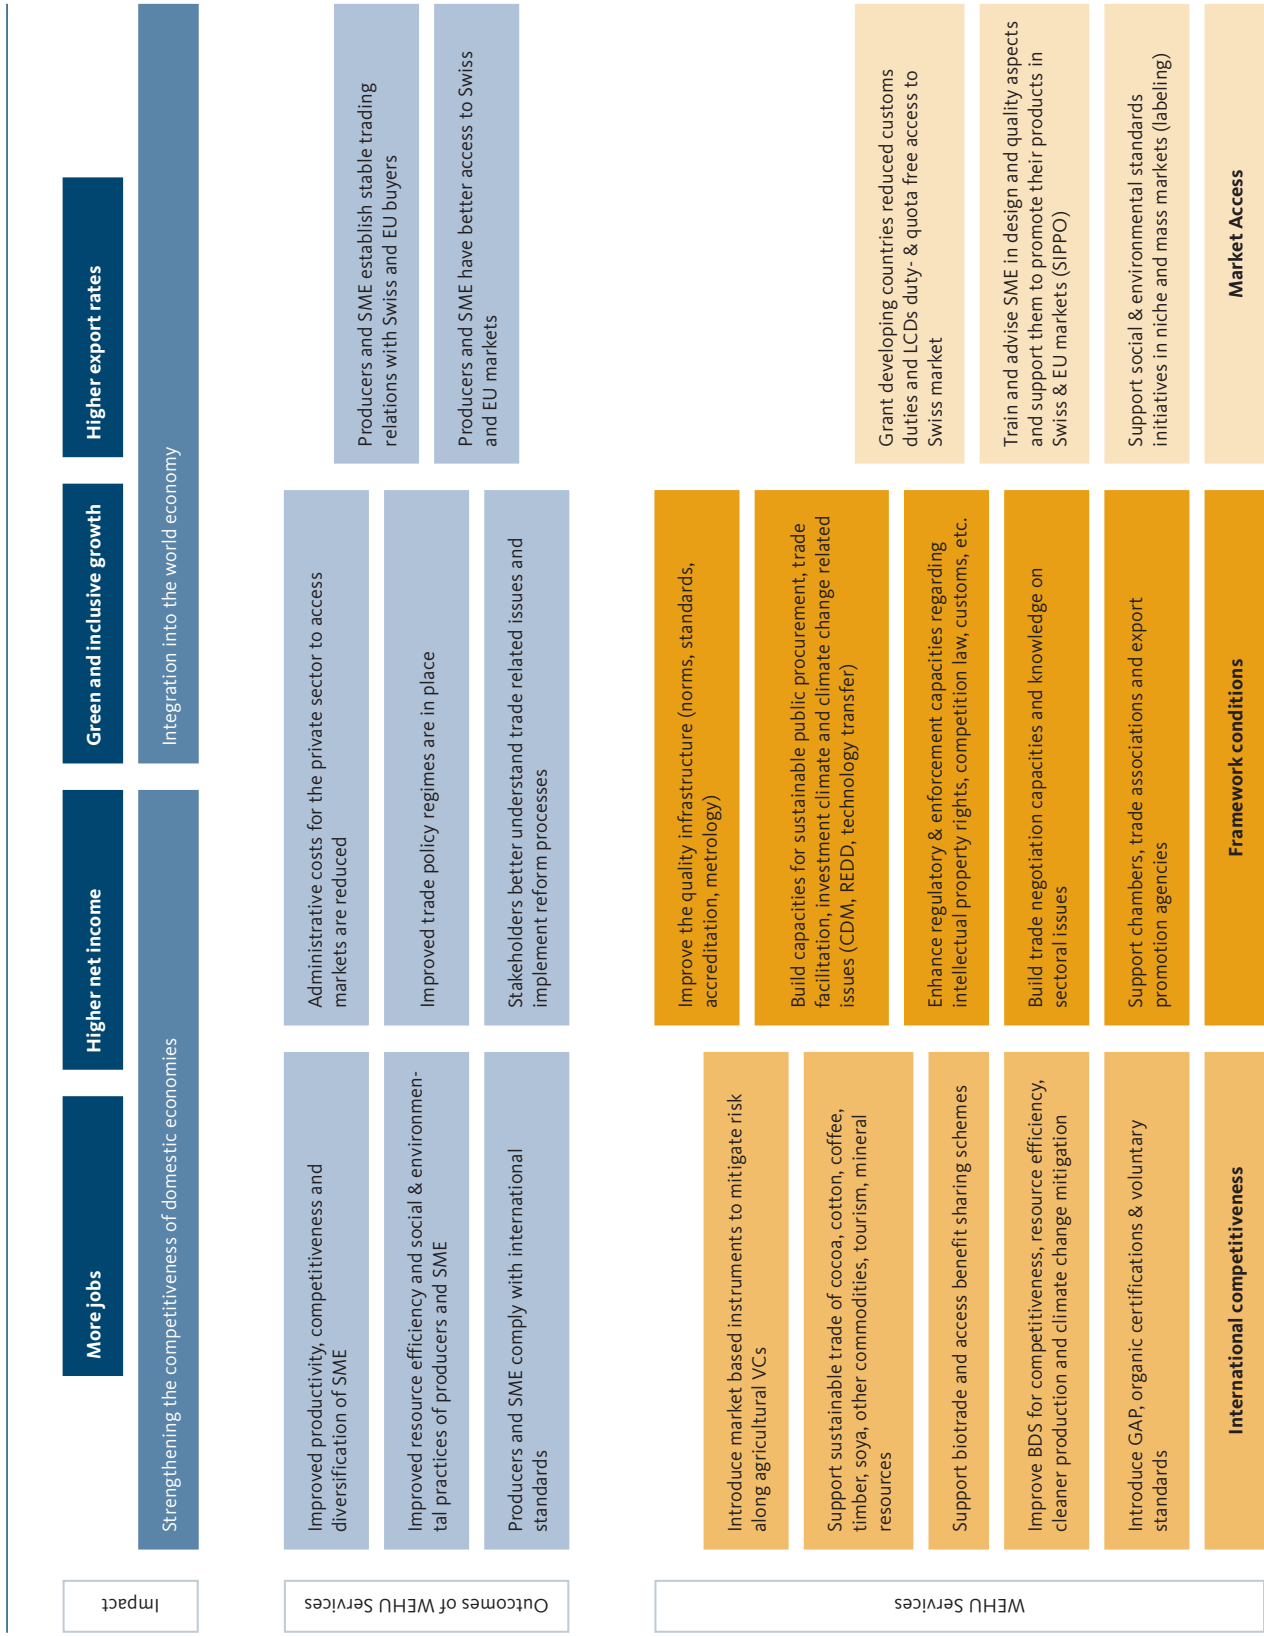 Impact
More jobs
Higher net income
Green and inclusive growth
Higher export rates
Strengthening the competitiveness of domestic economies
Integration into the world economy
Outcomes of WEHU Services
Improved productivity, competitiveness and
diversification of SME
Improved resource efficiency and social & environmen-
tal practices of producers and SME
Producers and SME comply with international
standards
Administrative costs for the private sector to access
markets are reduced
Improved trade policy regimes are in place
Stakeholders better understand trade related issues and
implement reform processes
Producers and SME establish stable trading
relations with Swiss and EU buyers
Producers and SME have better access to Swiss
and EU markets
WEHU Services
Introduce market based instruments to mitigate risk
along agricultural VCs
Support sustainable trade of cocoa, cotton, coffee,
timber, soya, other commodities, tourism, mineral
resources
Support biotrade and access benefit sharing schemes
Improve BDS for competitiveness, resource efficiency,
cleaner production and climate change mitigation
Introduce GAP, organic certifications & voluntary
standards
International competitiveness
Improve the quality infrastructure (norms, standards,
accreditation, metrology)
Build capacities for sustainable public procurement, trade
facilitation, investment climate and climate change related
issues (CDM, REDD, technology transfer)
Enhance regulatory & enforcement capacities regarding
intellectual property rights, competition law, customs, etc.
Build trade negotiation capacities and knowledge on
sectoral issues
Support chambers, trade associations and export
promotion agencies
Framework conditions
Grant developing countries reduced customs
duties and LCDs duty- & quota free access to
Swiss market
Train and advise SME in design and quality aspects
and support them to promote their products in
Swiss & EU markets (SIPPO)
Support social & environmental standards
initiatives in niche and mass markets (labeling)
Market Access